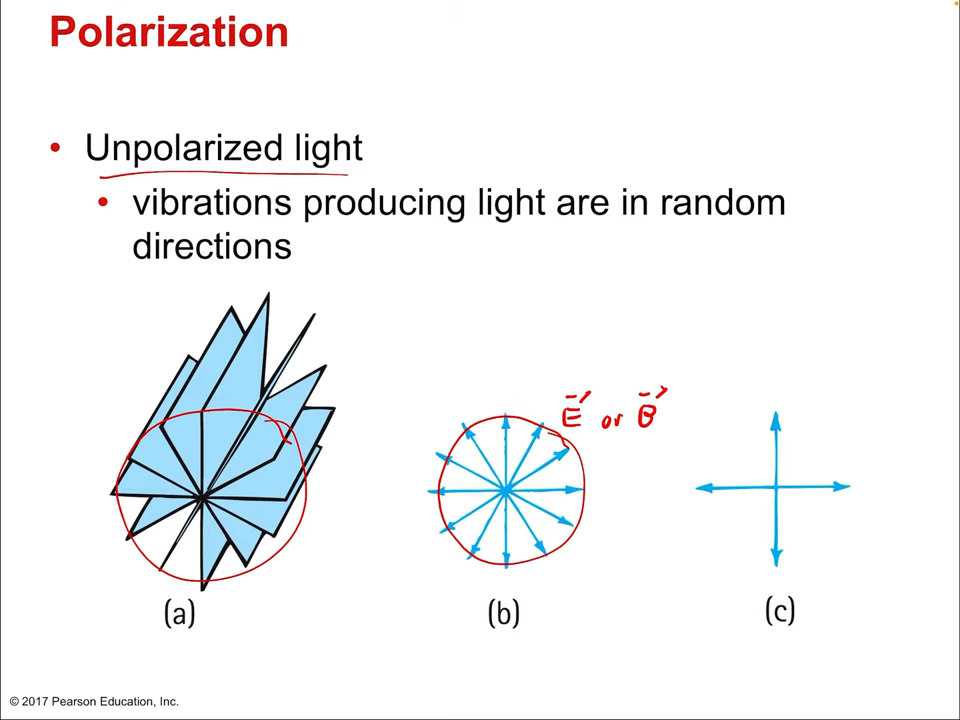 Polarization
• Unpolarized light
• vibrations producing light are in random
directions
E or B
(a)
(b)
(c)
© 2017 Pearson Education, Inc.